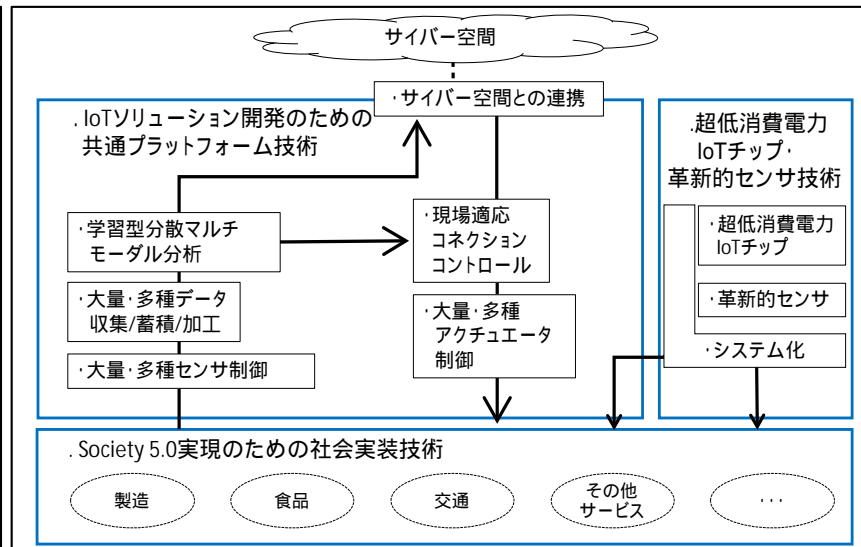 サイバー空間
・サイバー空間との連携
. IoTソリューション開発のための
共通プラットフォーム技術
・学習型分散マルチ
モーダル分析
・大量・多種データ
収集/蓄積/加工
・大量・多種センサ制御
・現場適応
コネクション
コントロール
・大量・多種
アクチュエータ
制御
.超低消費電力
IoTチップ・
革新的センサ技術
・超低消費電力
IoTチップ
・革新的センサ
・システム化
. Society 5.0実現のための社会実装技術
製造
食品
交通
その他
サービス
・・・